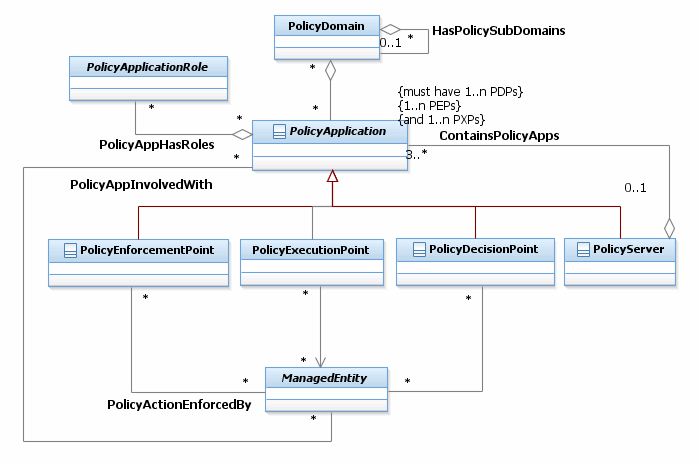 PolicyDomain
HasPolicySubDomains
*
0..1
*
PolicyApplicationRole
{must have 1..n PDPs}
{1..n PEPs}
{and 1..n PXPs}
*
*
*
PolicyApplication
PolicyAppHasRoles
ContainsPolicyApps
*
3..*
PolicyAppInvolvedWith
0..1
PolicyEnforcementPoint
PolicyExecutionPoint
PolicyDecisionPoint
PolicyServer
*
*
*
*
ManagedEntity
*
*
PolicyActionEnforcedBy
*